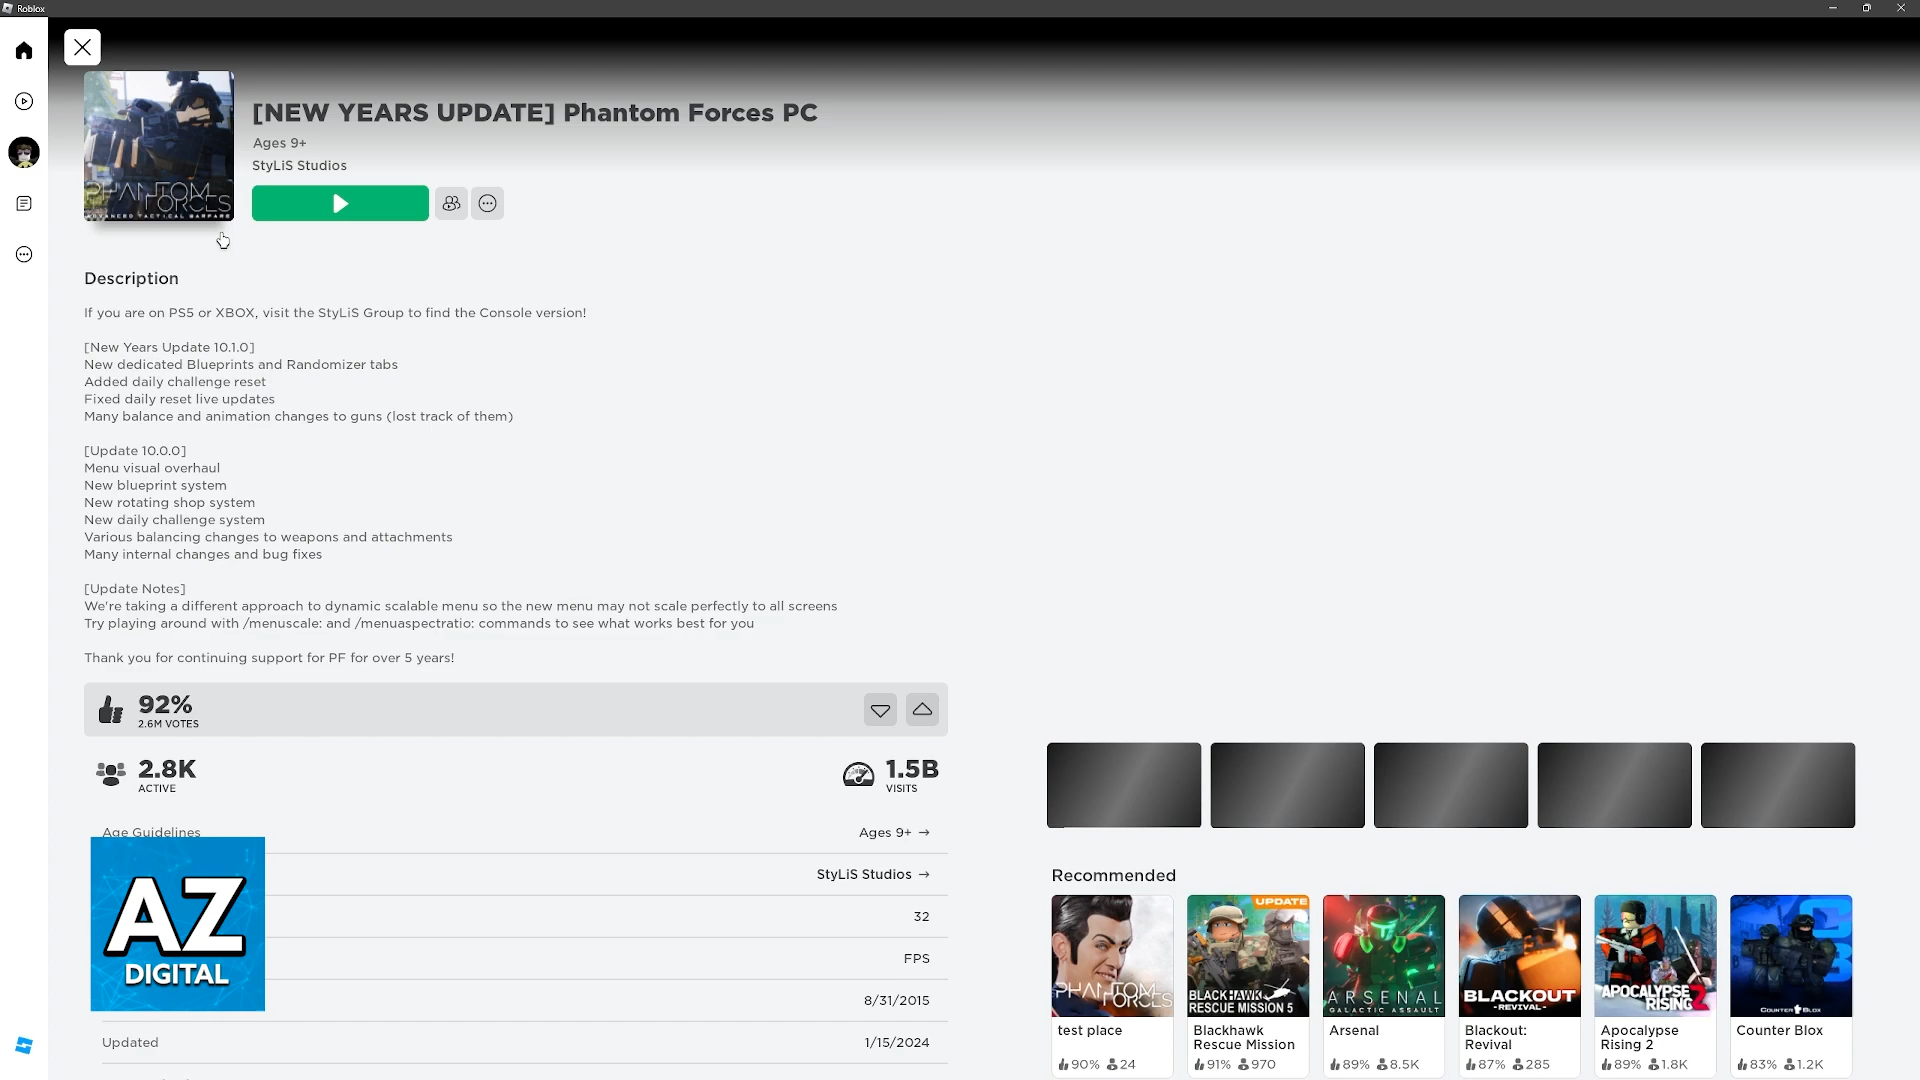 Roblox
[NEW YEARS UPDATE] Phantom Forces PC
Ages 9+
StyLiS Studios
PHANTOM
FORCES
ADVANCED TACTICAL WARFARE
Description
If you are on PS5 or XBOX, visit the StyLiS Group to find the Console version!
[New Years Update 10.1.0]
New dedicated Blueprints and Randomizer tabs
Added daily challenge reset
Fixed daily reset live updates
Many balance and animation changes to guns (lost track of them)
[Update 10.0.0]
Menu visual overhaul
New blueprint system
New rotating shop system
New daily challenge system
Various balancing changes to weapons and attachments
Many internal changes and bug fixes
[Update Notes]
We're taking a different approach to dynamic scalable menu so the new menu may not scale perfectly to all screens
Try playing around with /menuscale: and /menuaspectratio: commands to see what works best for you
Thank you for continuing support for PF for over 5 years!
92%
2.6M VOTES
2.8K
ACTIVE
1.5B
VISITS
Age Guidelines
Ages 9+ →
StyLiS Studios →
32
FPS
8/31/2015
Updated
1/15/2024
AZ
DIGITAL
Recommended
PHANTOM
FORCES
test place
90% 24
UPDATE
BLACKHAWK
RESCUE MISSION 5
Blackhawk
Rescue Mission
91% 970
ARSENAL
GALACTIC ASSAULT
Arsenal
89% 8.5K
BLACKOUT
-REVIVAL-
Blackout:
Revival
87% 285
APOCALYPSE
RISING 2
Apocalypse
Rising 2
89% 1.8K
COUNTER BLOX
Counter Blox
83% 1.2K